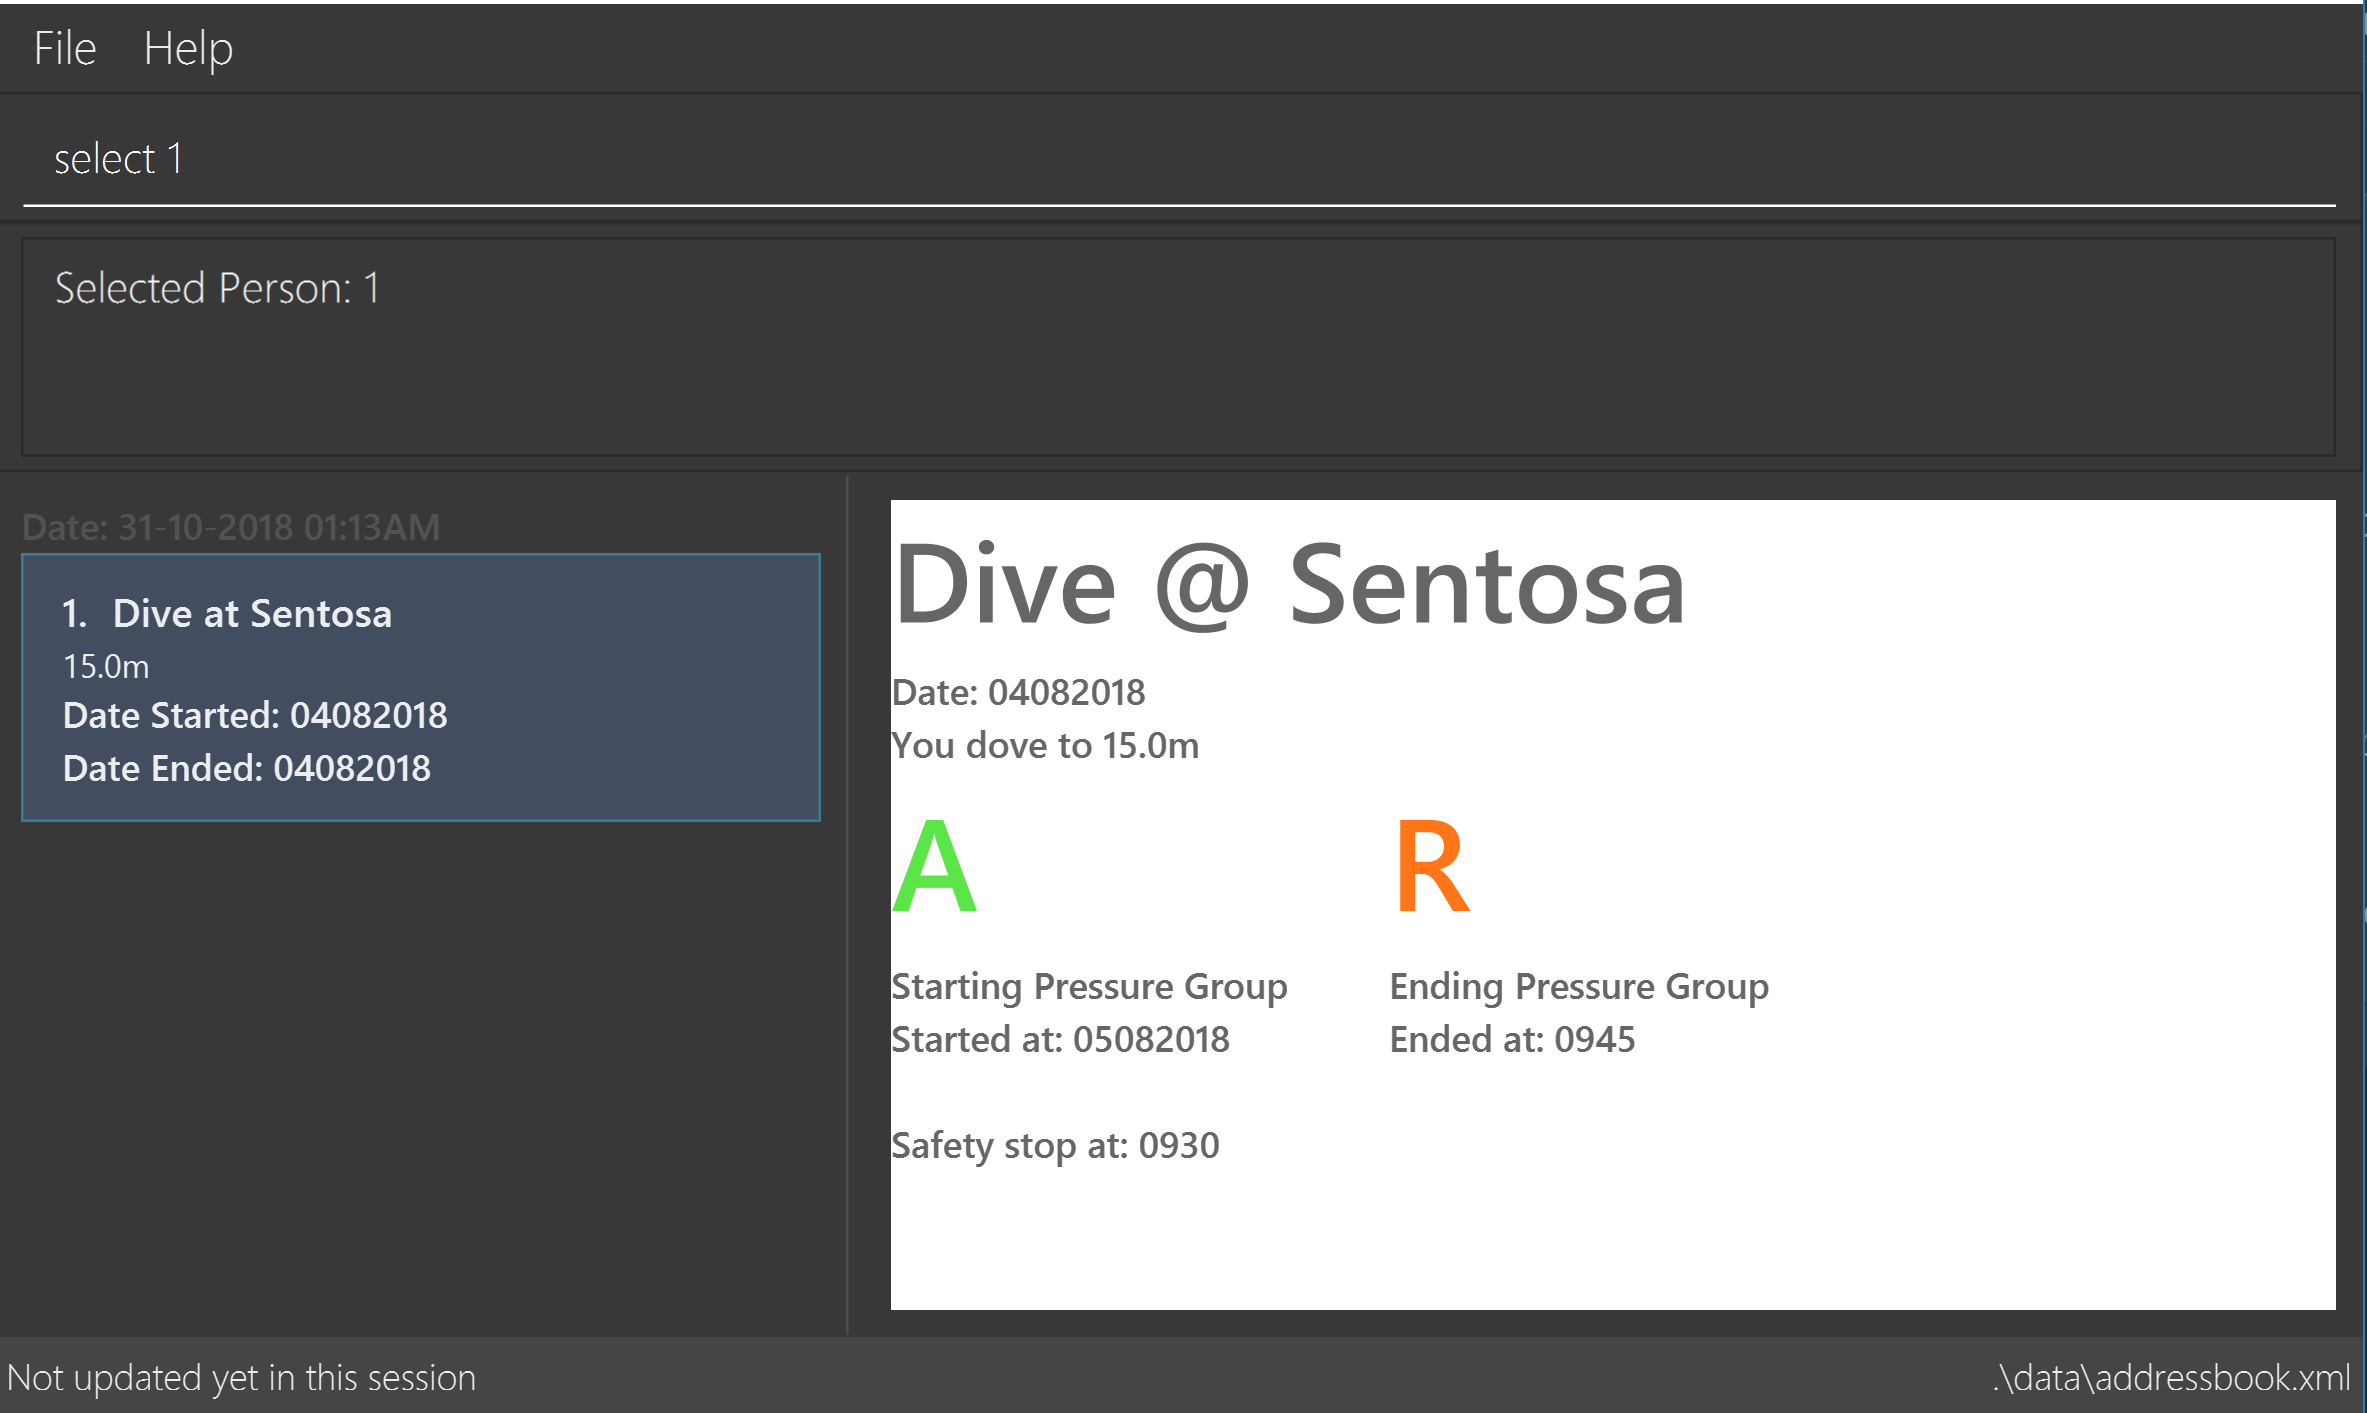 File Help
select 1
Selected Person: 1
Date: 31-10-2018 01:13AM
1. Dive at Sentosa
15.0m
Date Started: 04082018
Date Ended: 04082018
Dive @ Sentosa
Date: 04082018
You dove to 15.0m
A R
Starting Pressure Group Ending Pressure Group
Started at: 05082018 Ended at: 0945
Safety stop at: 0930
Not updated yet in this session .\data\addressbook.xml